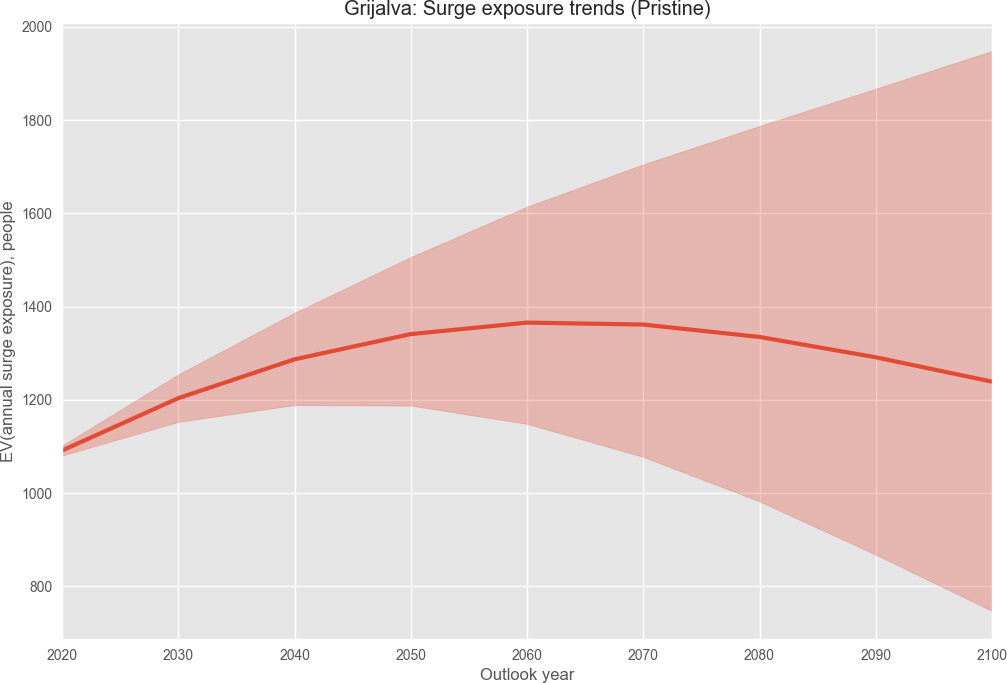 Grijalva: Surge exposure trends (Pristine)
EV(annual surge exposure), people
2000
1800
1600
1400
1200
1000
800
2020 2030 2040 2050 2060 2070 2080 2090 2100
Outlook year